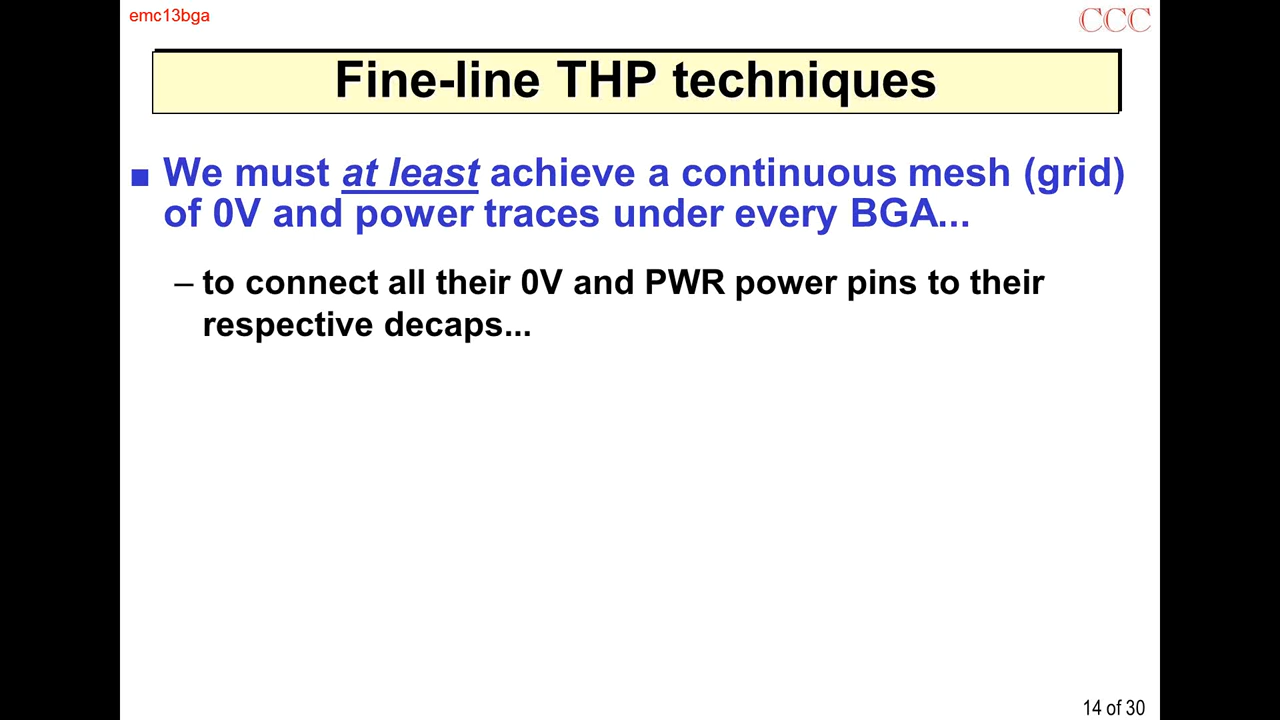 emc13bga
CCC
Fine-line THP techniques
■ We must at least achieve a continuous mesh (grid)
of 0V and power traces under every BGA...
– to connect all their 0V and PWR power pins to their
respective decaps...
14 of 30